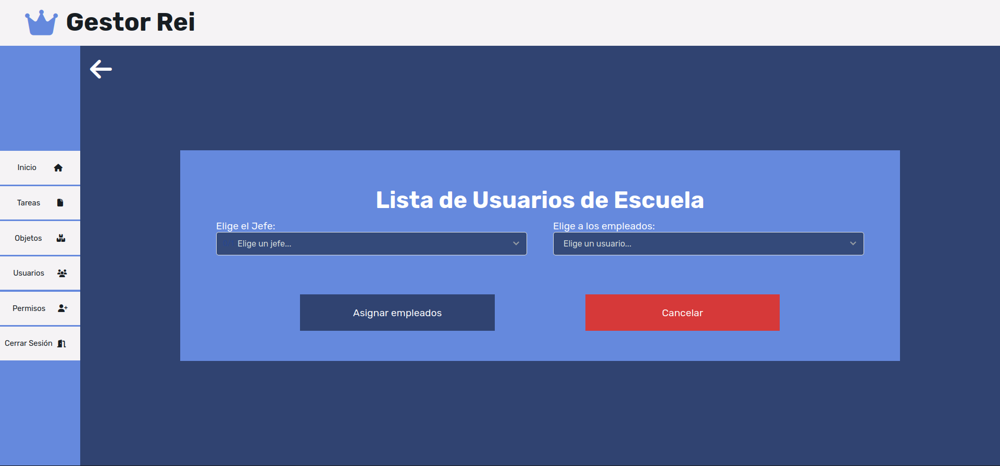 Gestor Rei
Inicio
Tareas
Objetos
Usuarios
Permisos
Cerrar Sesión
Lista de Usuarios de Escuela
Elige el Jefe:
Elige un jefe...
Elige a los empleados:
Elige un usuario...
Asignar empleados
Cancelar